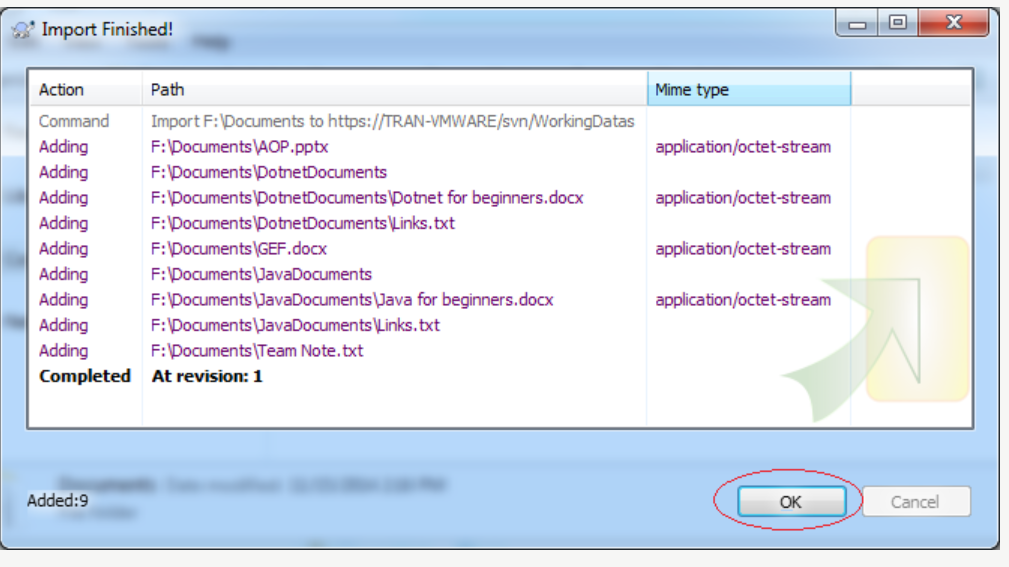 Import Finished!
Help
Action Path Mime type
Command Import F:\Documents to https://TRAN-VMWARE/svn/WorkingDatas
Adding F:\Documents\AOP.pptx application/octet-stream
Adding F:\Documents\DotnetDocuments
Adding F:\Documents\DotnetDocuments\Dotnet for beginners.docx application/octet-stream
Adding F:\Documents\DotnetDocuments\Links.txt
Adding F:\Documents\GEF.docx application/octet-stream
Adding F:\Documents\JavaDocuments
Adding F:\Documents\JavaDocuments\Java for beginners.docx application/octet-stream
Adding F:\Documents\JavaDocuments\Links.txt
Adding F:\Documents\Team Note.txt
Completed At revision: 1
Added:9 OK Cancel